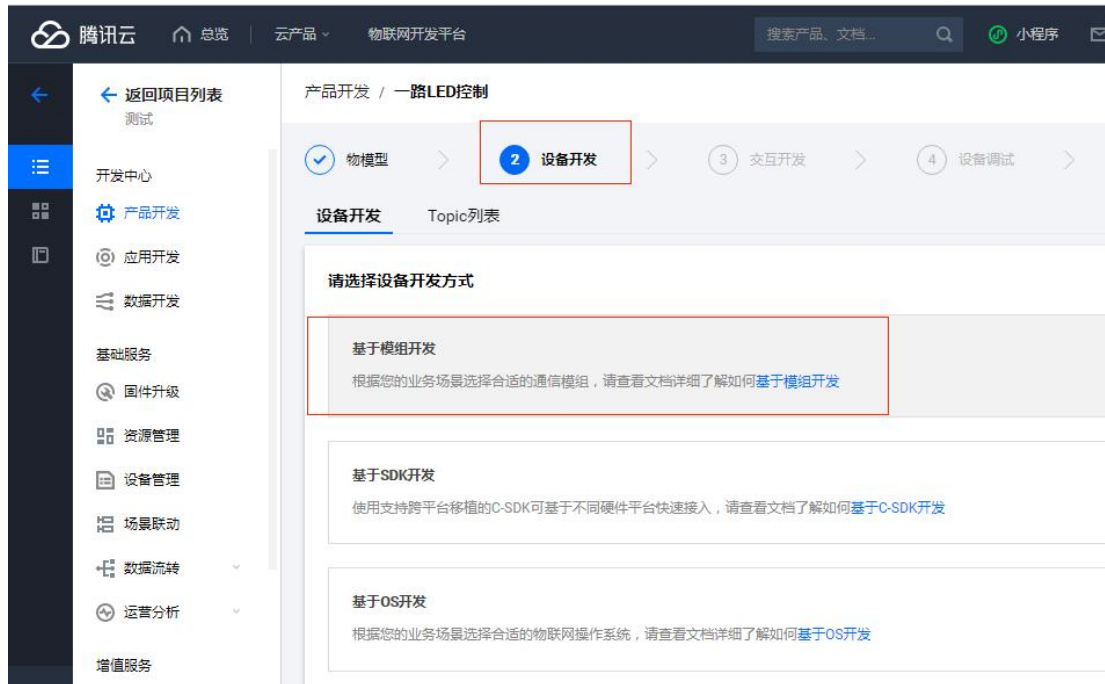 腾讯云 总览 云产品 物联网开发平台 搜索产品、文档... 小程序
返回项目列表
测试
开发中心
产品开发
应用开发
数据开发
基础服务
固件升级
资源管理
设备管理
场景联动
数据流转
运营分析
增值服务
产品开发 / 一路LED控制
物模型 2 设备开发 3 交互开发 4 设备调试
设备开发 Topic列表
请选择设备开发方式
基于模组开发
根据您的业务场景选择合适的通信模组，请查看文档详细了解如何基于模组开发
基于SDK开发
使用支持跨平台移植的C-SDK可基于不同硬件平台快速接入，请查看文档了解如何基于C-SDK开发
基于OS开发
根据您的业务场景选择合适的物联网操作系统，请查看文档详细了解如何基于OS开发